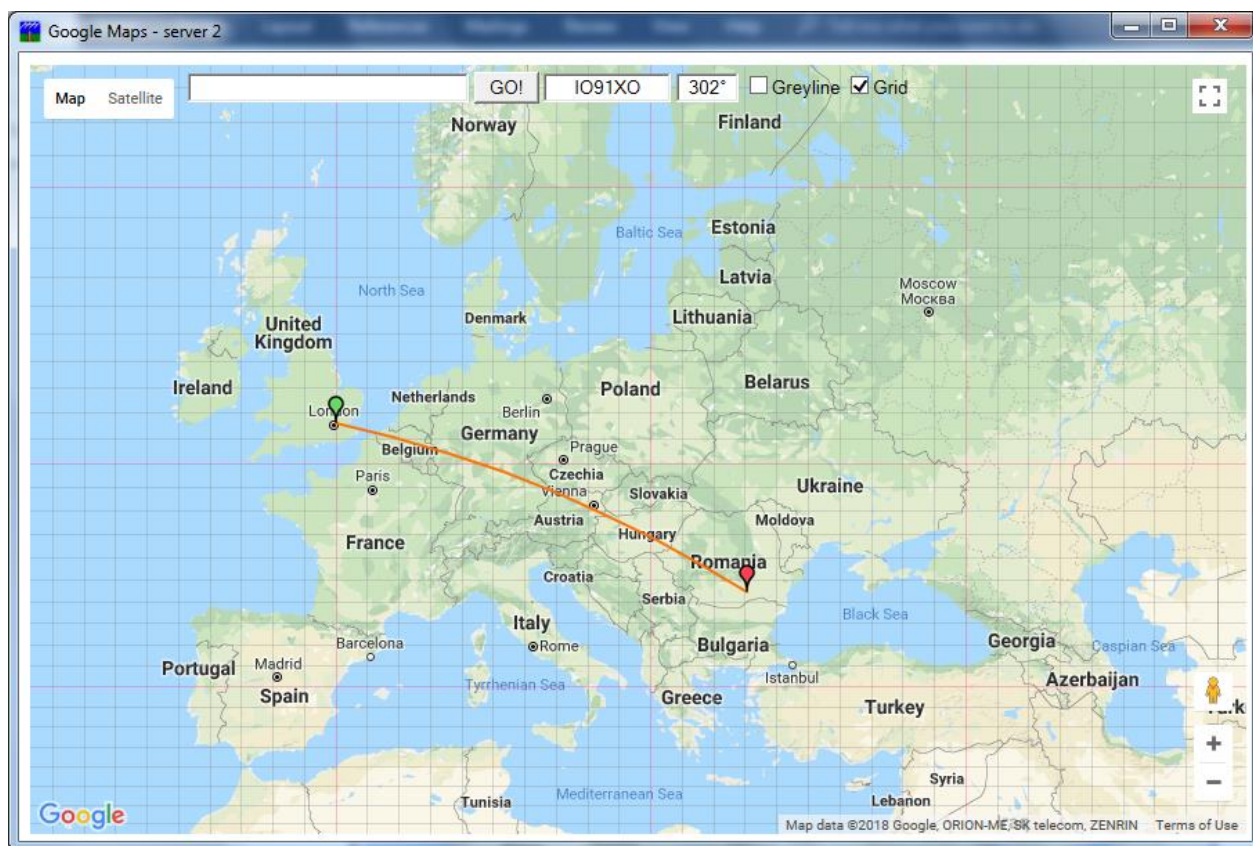 Google Maps - server 2
Map Satellite GO! IO91XO 302° Greyline Grid
Norway
Finland
Estonia
Baltic Sea
Latvia
North Sea
Moscow
Москва
Denmark
Lithuania
United
Kingdom
Ireland
Poland
Belarus
Netherlands
London
Berlin
Germany
Belgium
Prague
Paris
Czechia
Ukraine
Vienna
Slovakia
Austria
Moldova
Hungary
France
Romania
Croatia
Serbia
Black Sea
Italy
Barcelona
Rome
Bulgaria
Georgia
Caspian Sea
Portugal
Madrid
Istanbul
Azerbaijan
Tyrrhenian Sea
Spain
Greece
Turkey
Syria
Mediterranean Sea
Lebanon
Tunisia
Google
Map data ©2018 Google, ORION-ME, SK telecom, ZENRIN Terms of Use